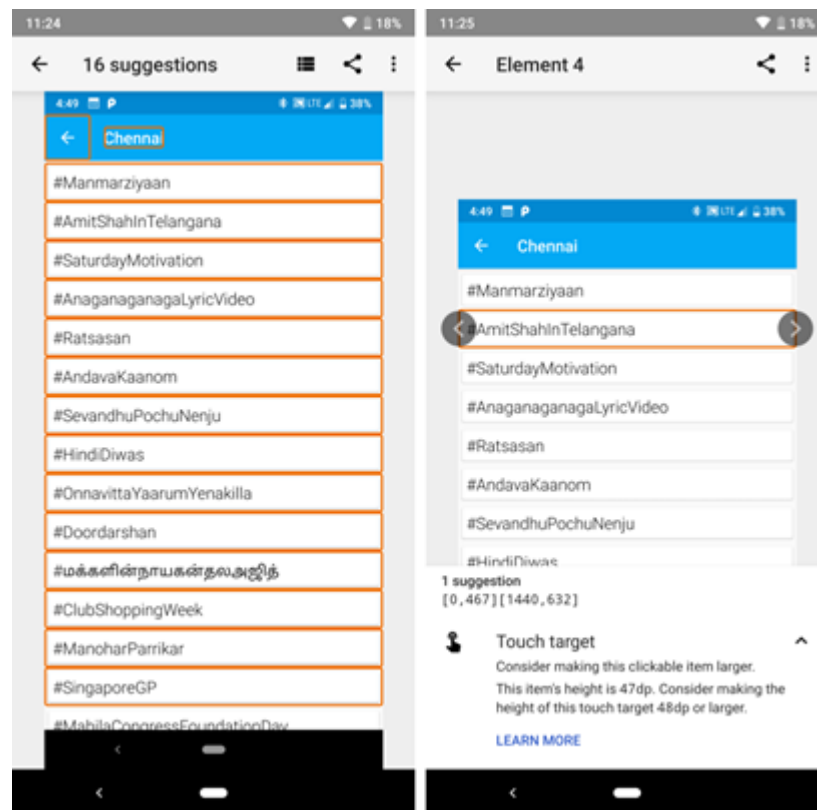 11:24
18%
16 suggestions
4:49 P
LTE 38%
Chennai
#Manmarziyaan
#AmitShahInTelangana
#SaturdayMotivation
#AnaganaganagaLyricVideo
#Ratsasan
#AndavaKaanom
#SevandhuPochuNenju
#HindiDiwas
#OnnavittaYaarumYenakilla
#Doordarshan
#மக்களின்நாயகன்தலஅஜித்
#ClubShoppingWeek
#ManoharParrikar
#SingaporeGP
#MahilaCongressFoundationDay
11:25
18%
Element 4
4:49 P
LTE 38%
Chennai
#Manmarziyaan
#AmitShahInTelangana
#SaturdayMotivation
#AnaganaganagaLyricVideo
#Ratsasan
#AndavaKaanom
#SevandhuPochuNenju
#HindiDiwas
1 suggestion
[0,467][1440,632]
Touch target
Consider making this clickable item larger.
This item's height is 47dp. Consider making the
height of this touch target 48dp or larger.
LEARN MORE